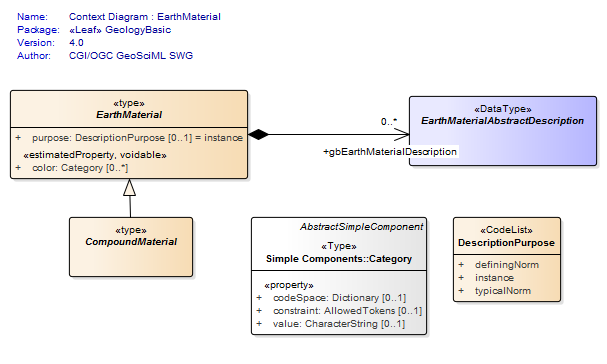 Name: Context Diagram : EarthMaterial
Package: «Leaf» GeologyBasic
Version: 4.0
Author: CGI/OGC GeoSciML SWG
«type»
EarthMaterial
+ purpose: DescriptionPurpose [0..1] = instance
«estimatedProperty, voidable»
+ color: Category [0..*]
0..*
+gbEarthMaterialDescription
«DataType»
EarthMaterialAbstractDescription
«type»
CompoundMaterial
AbstractSimpleComponent
«Type»
Simple Components::Category
«property»
+ codeSpace: Dictionary [0..1]
+ constraint: AllowedTokens [0..1]
+ value: CharacterString [0..1]
«CodeList»
DescriptionPurpose
+ definingNorm
+ instance
+ typicalNorm